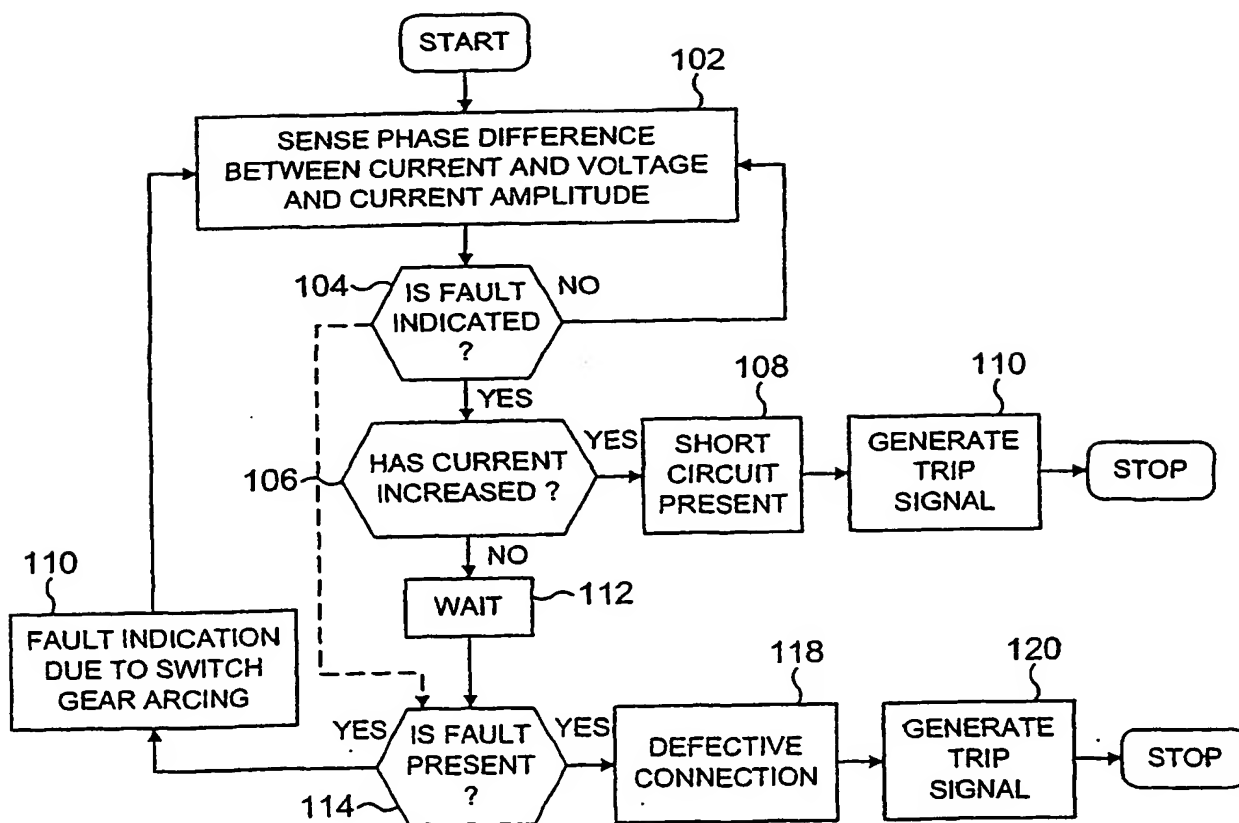 START
102
SENSE PHASE DIFFERENCE
BETWEEN CURRENT AND VOLTAGE
AND CURRENT AMPLITUDE
104
IS FAULT
INDICATED
?
NO
YES
106
HAS CURRENT
INCREASED ?
YES
108
SHORT
CIRCUIT
PRESENT
110
GENERATE
TRIP
SIGNAL
STOP
NO
WAIT
112
110
FAULT INDICATION
DUE TO SWITCH
GEAR ARCING
YES
IS FAULT
PRESENT
?
114
YES
118
DEFECTIVE
CONNECTION
120
GENERATE
TRIP
SIGNAL
STOP